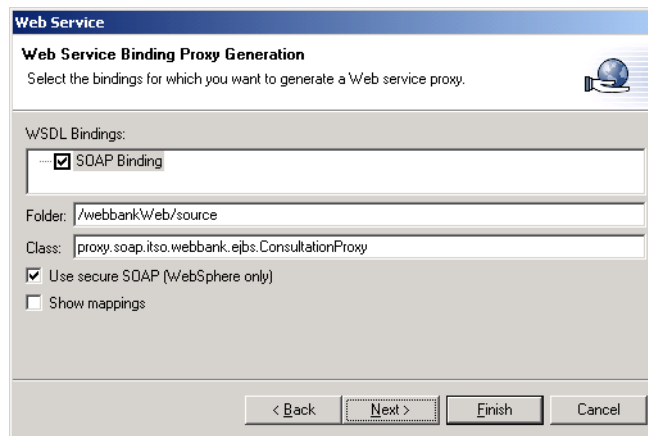 Web Service
Web Service Binding Proxy Generation
Select the bindings for which you want to generate a Web service proxy.
WSDL Bindings:
SOAP Binding
Folder: /webbankWeb/source
Class: proxy.soap.itso.webbank.ejbs.ConsultationProxy
Use secure SOAP (WebSphere only)
Show mappings
< Back Next > Finish Cancel